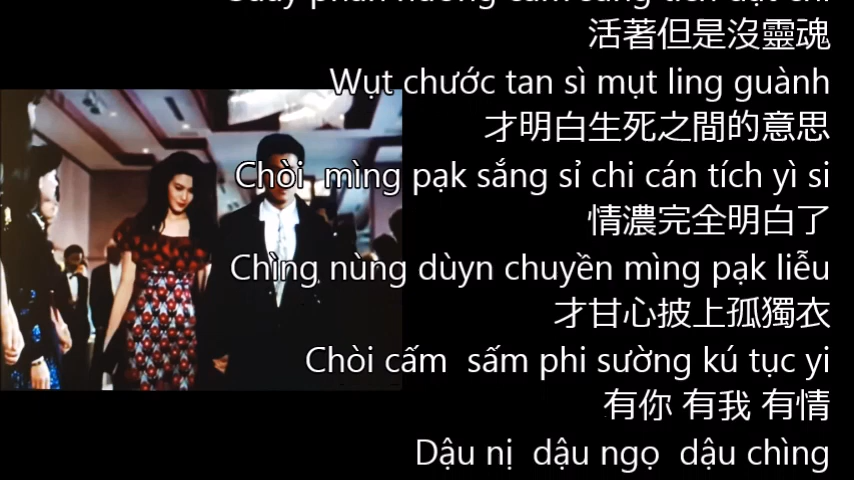 活著但是沒靈魂
Wụt chước tan sì mụt ling guành
才明白生死之間的意思
Chòi mìng pạk sắng sỉ chi cán tích yì si
情濃完全明白了
Chìng nùng dùyn chuyền mìng pạk liễu
才甘心披上孤獨衣
Chòi cấm sấm phi sường kú tục yi
有你 有我 有情
Dậu nị dậu ngọ dậu chìng